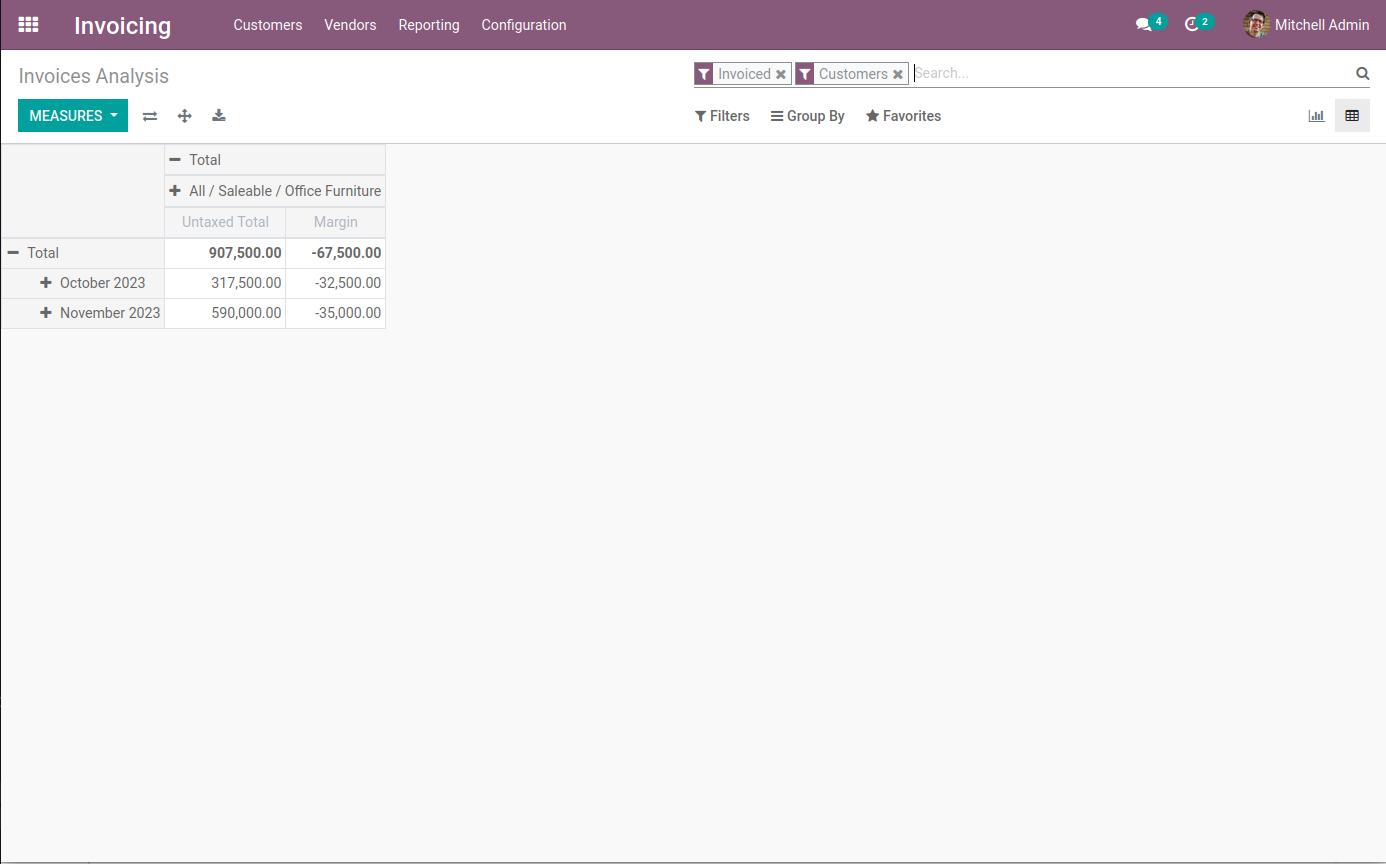 Invoicing Customers Vendors Reporting Configuration 4 2 Mitchell Admin
Invoices Analysis Invoiced Customers Search...
MEASURES Filters Group By Favorites
Total
All / Saleable / Office Furniture
Untaxed Total Margin
Total 907,500.00 -67,500.00
October 2023 317,500.00 -32,500.00
November 2023 590,000.00 -35,000.00